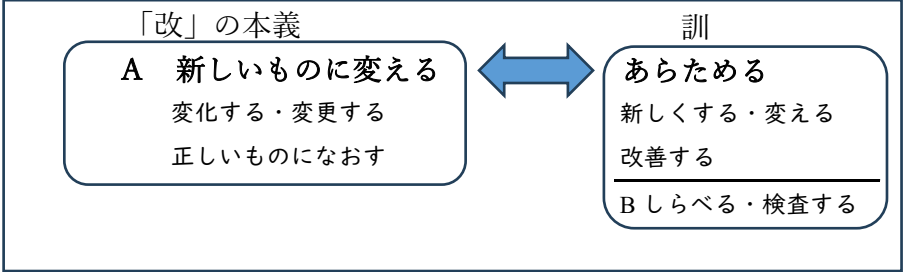 「改」の本義
A 新しいものに変える
変化する・変更する
正しいものになおす
訓
あらためる
新しくする・変える
改善する
B しらべる・検査する